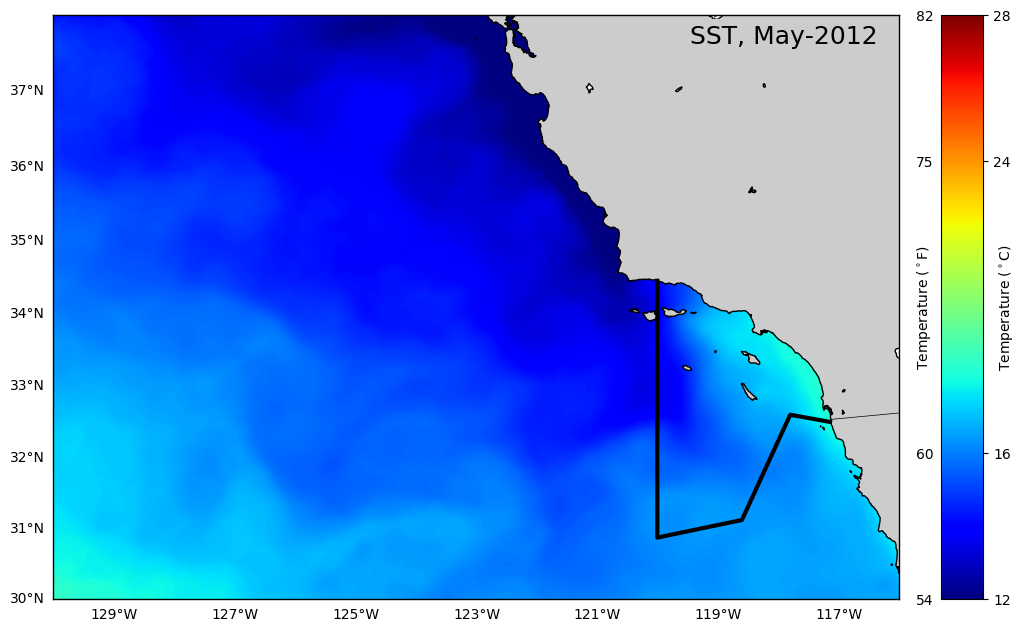 SST, May-2012
37°N
36°N
35°N
34°N
33°N
32°N
31°N
30°N
129°W
127°W
125°W
123°W
121°W
119°W
117°W
82
75
60
54
Temperature (°F)
28
24
16
12
Temperature (°C)